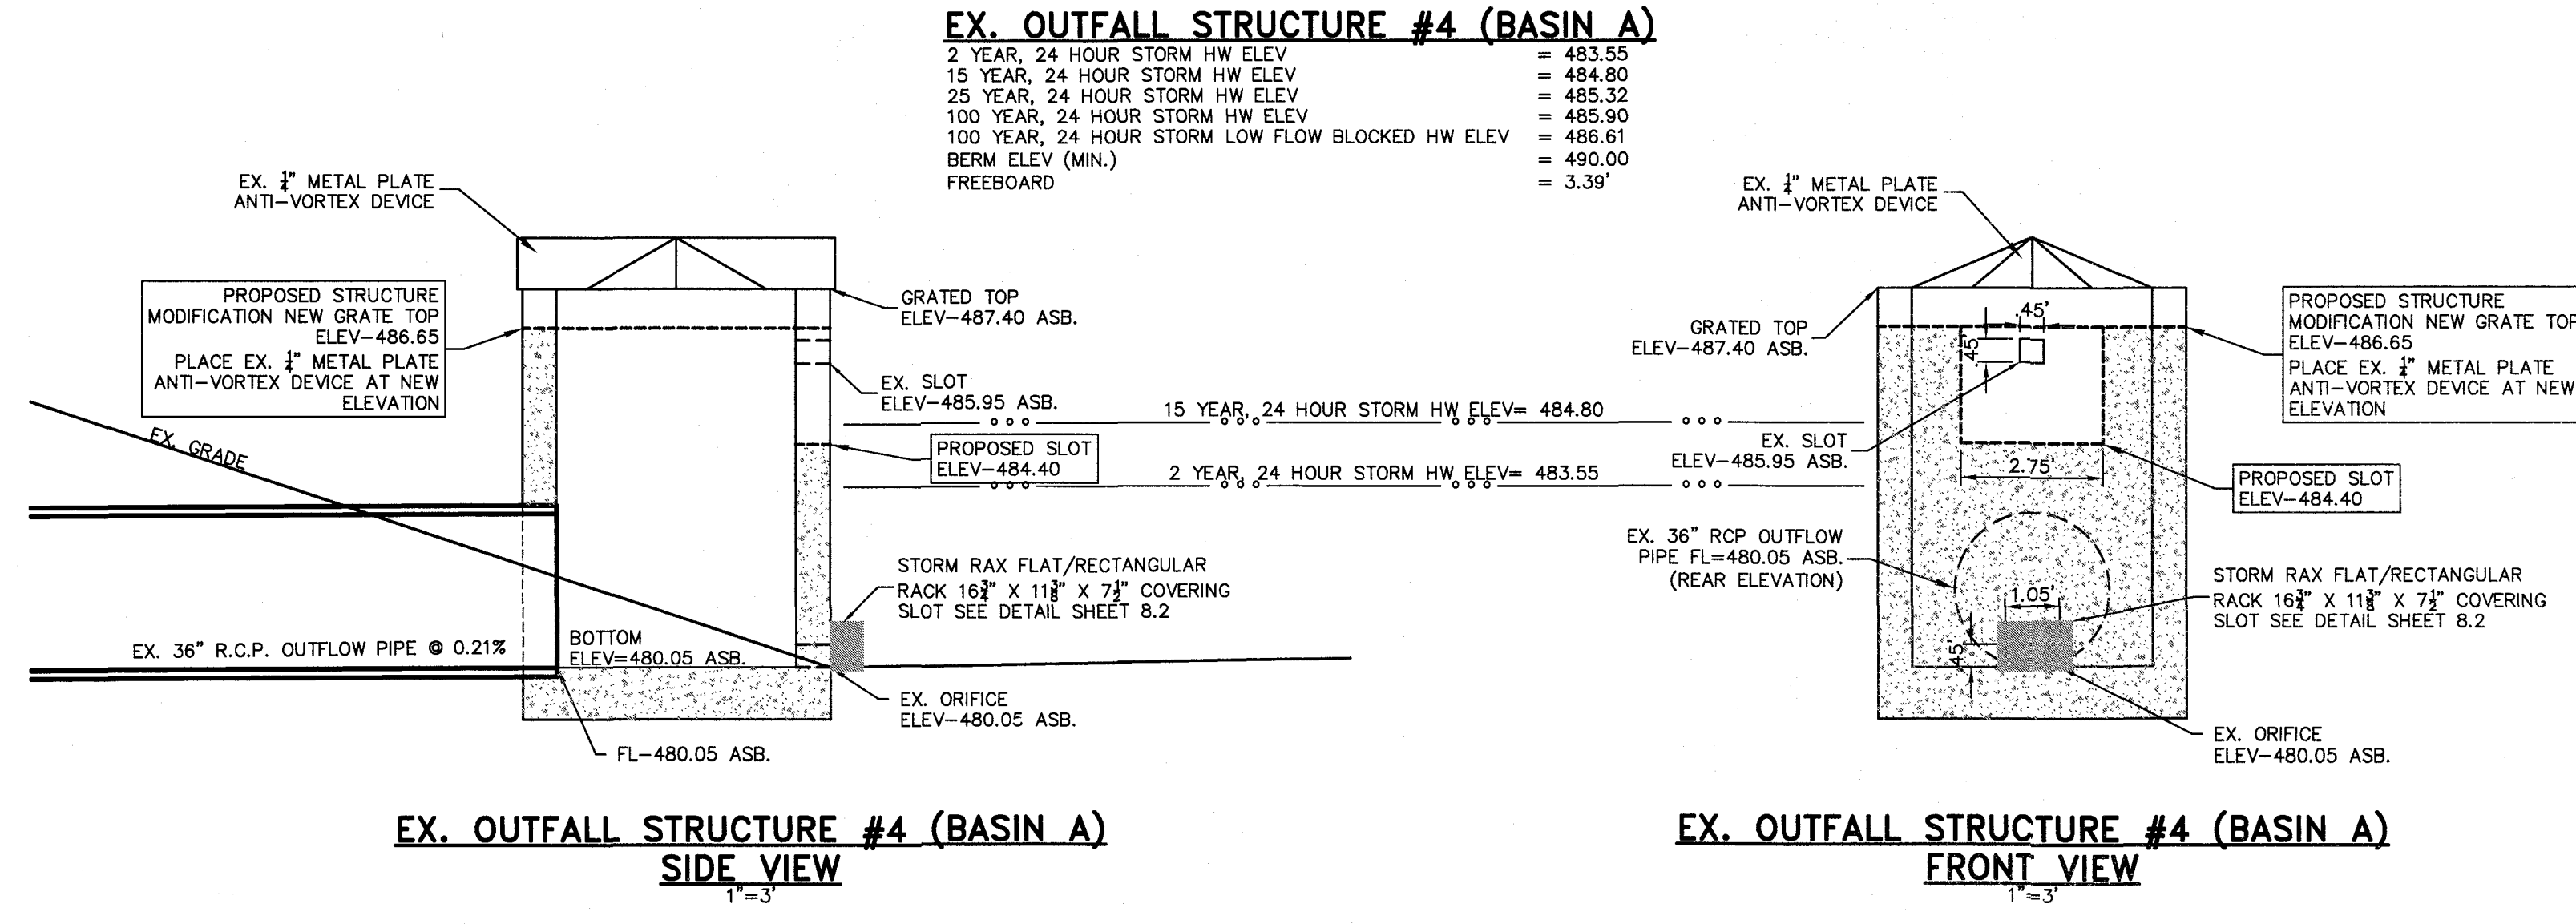 EX. OUTFALL STRUCTURE #4 (BASIN A)
2 YEAR, 24 HOUR STORM HW ELEV = 483.55
15 YEAR, 24 HOUR STORM HW ELEV = 484.80
25 YEAR, 24 HOUR STORM HW ELEV = 485.32
100 YEAR, 24 HOUR STORM HW ELEV = 485.90
100 YEAR, 24 HOUR STORM LOW FLOW BLOCKED HW ELEV = 486.61
BERM ELEV (MIN.) = 490.00
FREEBOARD = 3.39'
EX. ¼" METAL PLATE
ANTI-VORTEX DEVICE
PROPOSED STRUCTURE
MODIFICATION NEW GRATE TOP
ELEV-486.65
PLACE EX. ¼" METAL PLATE
ANTI-VORTEX DEVICE AT NEW
ELEVATION
GRATED TOP
ELEV-487.40 ASB.
EX. SLOT
ELEV-485.95 ASB.
PROPOSED SLOT
ELEV-484.40
EX. GRADE
STORM RAX FLAT/RECTANGULAR
RACK 16¾" X 11⅜" X 7½" COVERING
SLOT SEE DETAIL SHEET 8.2
EX. 36" R.C.P. OUTFLOW PIPE @ 0.21%
BOTTOM
ELEV=480.05 ASB.
EX. ORIFICE
ELEV-480.05 ASB.
FL-480.05 ASB.
EX. OUTFALL STRUCTURE #4 (BASIN A)
SIDE VIEW
1"=3'
15 YEAR, 24 HOUR STORM HW ELEV= 484.80
2 YEAR, 24 HOUR STORM HW ELEV= 483.55
EX. ¼" METAL PLATE
ANTI-VORTEX DEVICE
GRATED TOP
ELEV-487.40 ASB.
.45'
.45'
PROPOSED STRUCTURE
MODIFICATION NEW GRATE TOP
ELEV-486.65
PLACE EX. ¼" METAL PLATE
ANTI-VORTEX DEVICE AT NEW
ELEVATION
EX. SLOT
ELEV-485.95 ASB.
2.75'
PROPOSED SLOT
ELEV-484.40
EX. 36" RCP OUTFLOW
PIPE FL=480.05 ASB.
(REAR ELEVATION)
STORM RAX FLAT/RECTANGULAR
RACK 16¾" X 11⅜" X 7½" COVERING
SLOT SEE DETAIL SHEET 8.2
1.05'
.45'
EX. ORIFICE
ELEV-480.05 ASB.
EX. OUTFALL STRUCTURE #4 (BASIN A)
FRONT VIEW
1"=3'